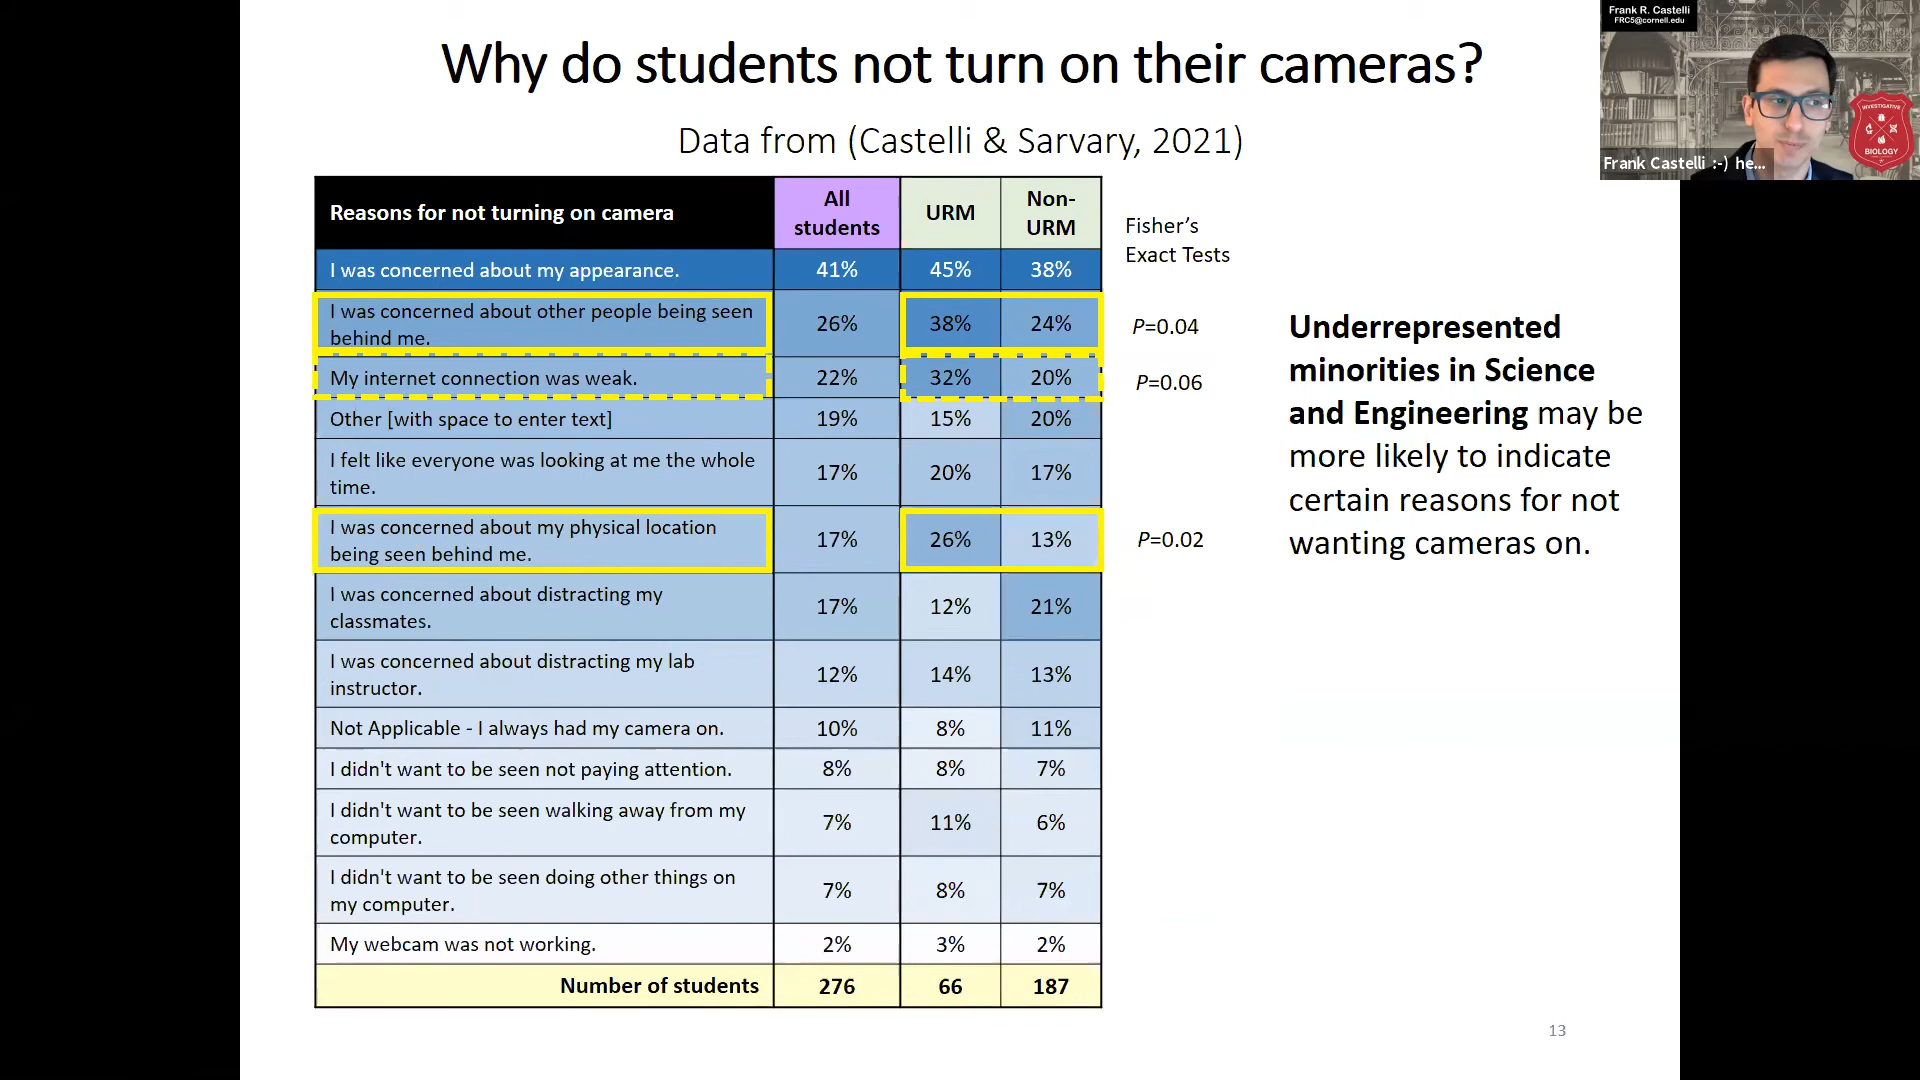 Why do students not turn on their cameras?
Data from (Castelli & Sarvary, 2021)
Frank R. Castelli
FRC5@cornell.edu
INVESTIGATIVE
BIOLOGY
Frank Castelli :-) he...
Reasons for not turning on camera
All
students
URM
Non-
URM
Fisher's
Exact Tests
I was concerned about my appearance.
41%
45%
38%
I was concerned about other people being seen
behind me.
26%
38%
24%
P=0.04
My internet connection was weak.
22%
32%
20%
P=0.06
Other [with space to enter text]
19%
15%
20%
I felt like everyone was looking at me the whole
time.
17%
20%
17%
I was concerned about my physical location
being seen behind me.
17%
26%
13%
P=0.02
I was concerned about distracting my
classmates.
17%
12%
21%
I was concerned about distracting my lab
instructor.
12%
14%
13%
Not Applicable - I always had my camera on.
10%
8%
11%
I didn't want to be seen not paying attention.
8%
8%
7%
I didn't want to be seen walking away from my
computer.
7%
11%
6%
I didn't want to be seen doing other things on
my computer.
7%
8%
7%
My webcam was not working.
2%
3%
2%
Number of students
276
66
187
Underrepresented
minorities in Science
and Engineering may be
more likely to indicate
certain reasons for not
wanting cameras on.
13